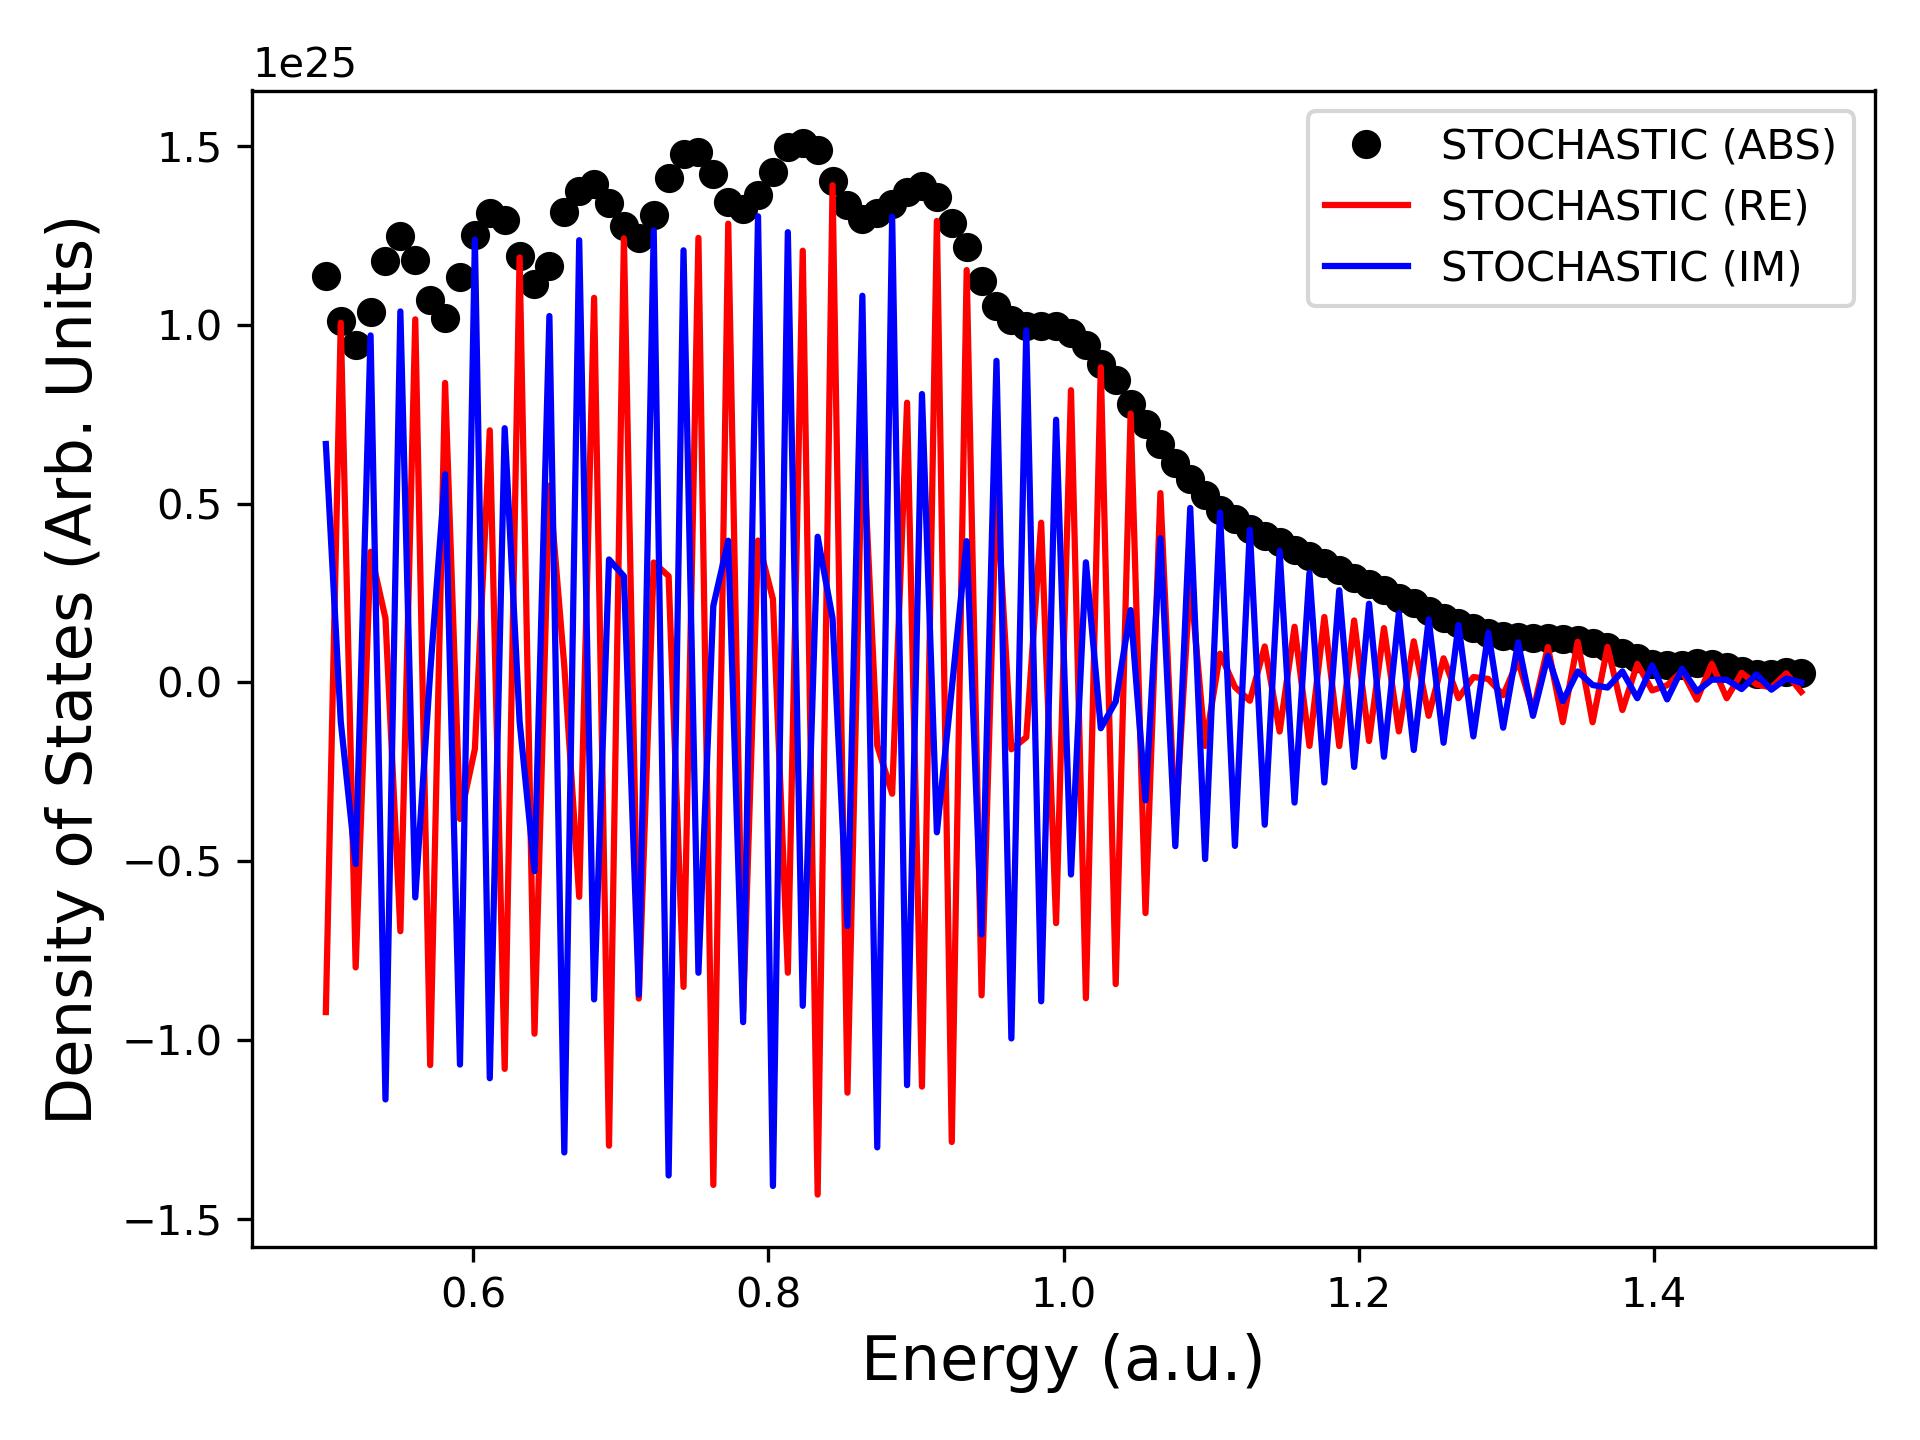 1e25
STOCHASTIC (ABS)
STOCHASTIC (RE)
STOCHASTIC (IM)
Density of States (Arb. Units)
1.5
1.0
0.5
0.0
−0.5
−1.0
−1.5
0.6 0.8 1.0 1.2 1.4
Energy (a.u.)